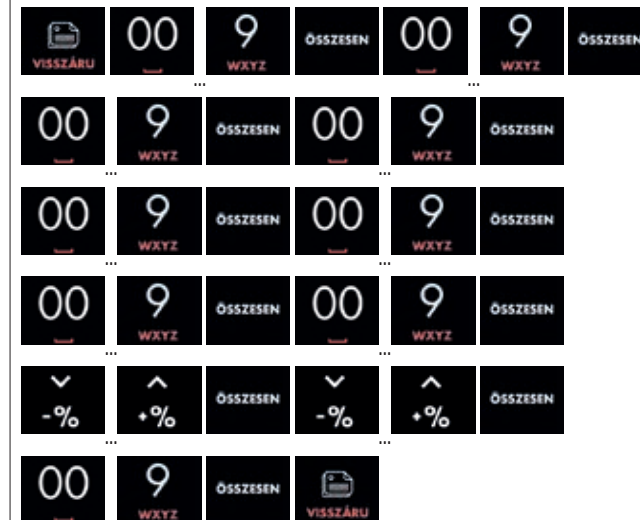 VISSZÁRU 00 9 WXYZ ÖSSZESEN 00 9 WXYZ ÖSSZESEN
... ...
00 9 WXYZ ÖSSZESEN 00 9 WXYZ ÖSSZESEN
... ...
00 9 WXYZ ÖSSZESEN 00 9 WXYZ ÖSSZESEN
... ...
00 9 WXYZ ÖSSZESEN 00 9 WXYZ ÖSSZESEN
... ...
-% +% ÖSSZESEN -% +% ÖSSZESEN
... ...
00 9 WXYZ ÖSSZESEN VISSZÁRU